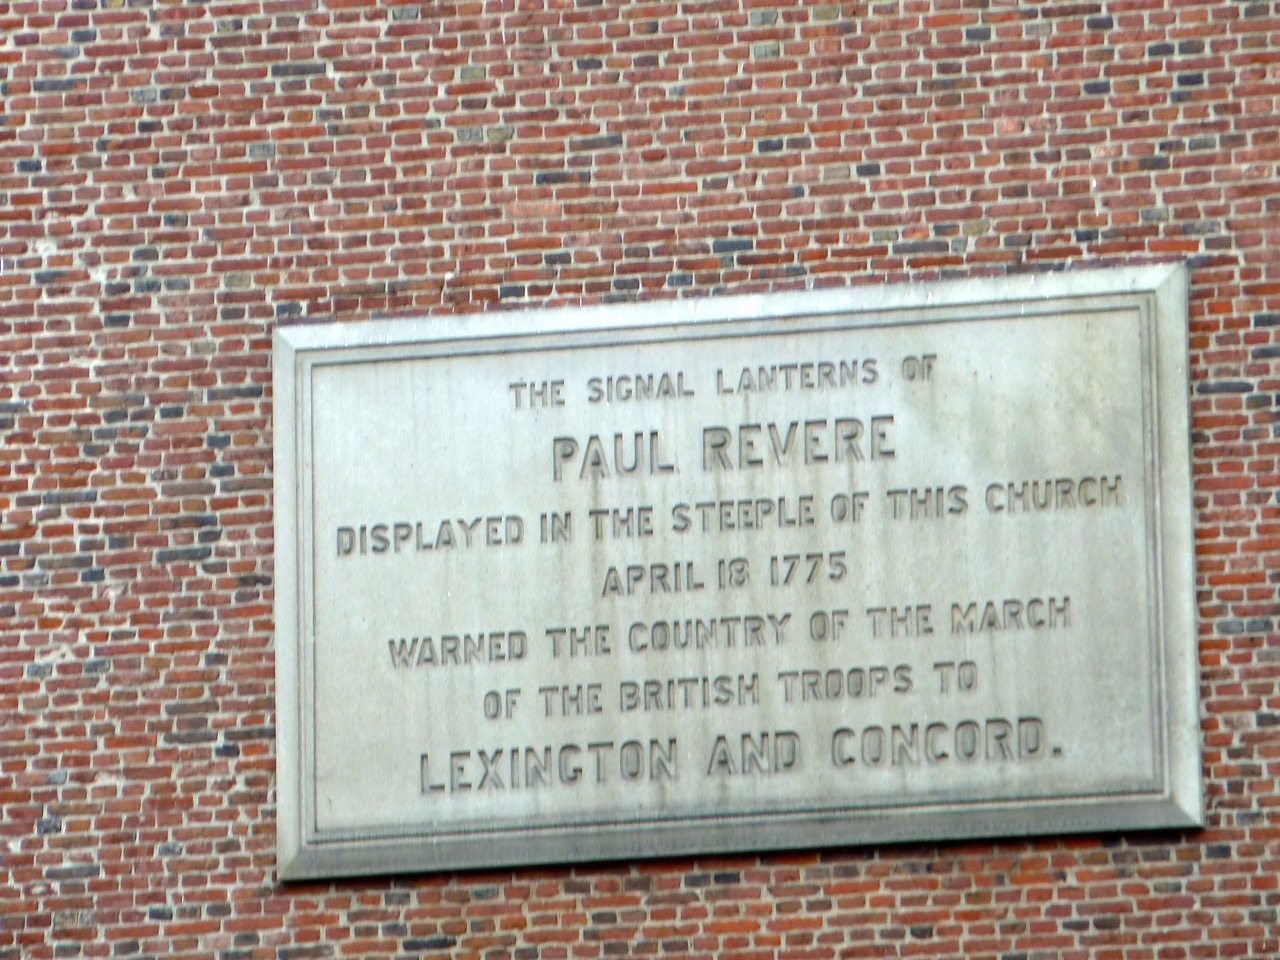 THE SIGNAL LANTERNS OF
PAUL REVERE
DISPLAYED IN THE STEEPLE OF THIS CHURCH
APRIL 18 1775
WARNED THE COUNTRY OF THE MARCH
OF THE BRITISH TROOPS TO
LEXINGTON AND CONCORD.